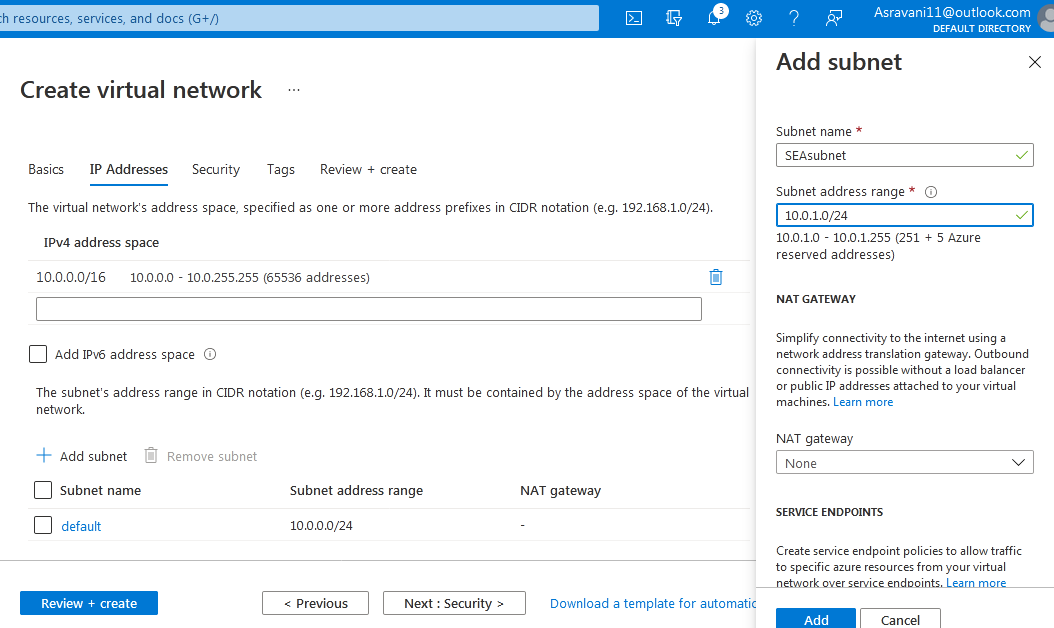 ch resources, services, and docs (G+/)
3
Asravani11@outlook.com
DEFAULT DIRECTORY
Create virtual network ...
Basics IP Addresses Security Tags Review + create
The virtual network's address space, specified as one or more address prefixes in CIDR notation (e.g. 192.168.1.0/24).
IPv4 address space
10.0.0.0/16 10.0.0.0 - 10.0.255.255 (65536 addresses)
Add IPv6 address space
The subnet's address range in CIDR notation (e.g. 192.168.1.0/24). It must be contained by the address space of the virtual
network.
Add subnet Remove subnet
Subnet name Subnet address range NAT gateway
default 10.0.0.0/24 -
Review + create < Previous Next : Security > Download a template for automatic
Add subnet
Subnet name *
SEAsubnet
Subnet address range *
10.0.1.0/24
10.0.1.0 - 10.0.1.255 (251 + 5 Azure
reserved addresses)
NAT GATEWAY
Simplify connectivity to the internet using a
network address translation gateway. Outbound
connectivity is possible without a load balancer
or public IP addresses attached to your virtual
machines. Learn more
NAT gateway
None
SERVICE ENDPOINTS
Create service endpoint policies to allow traffic
to specific azure resources from your virtual
network over service endpoints. Learn more
Add Cancel